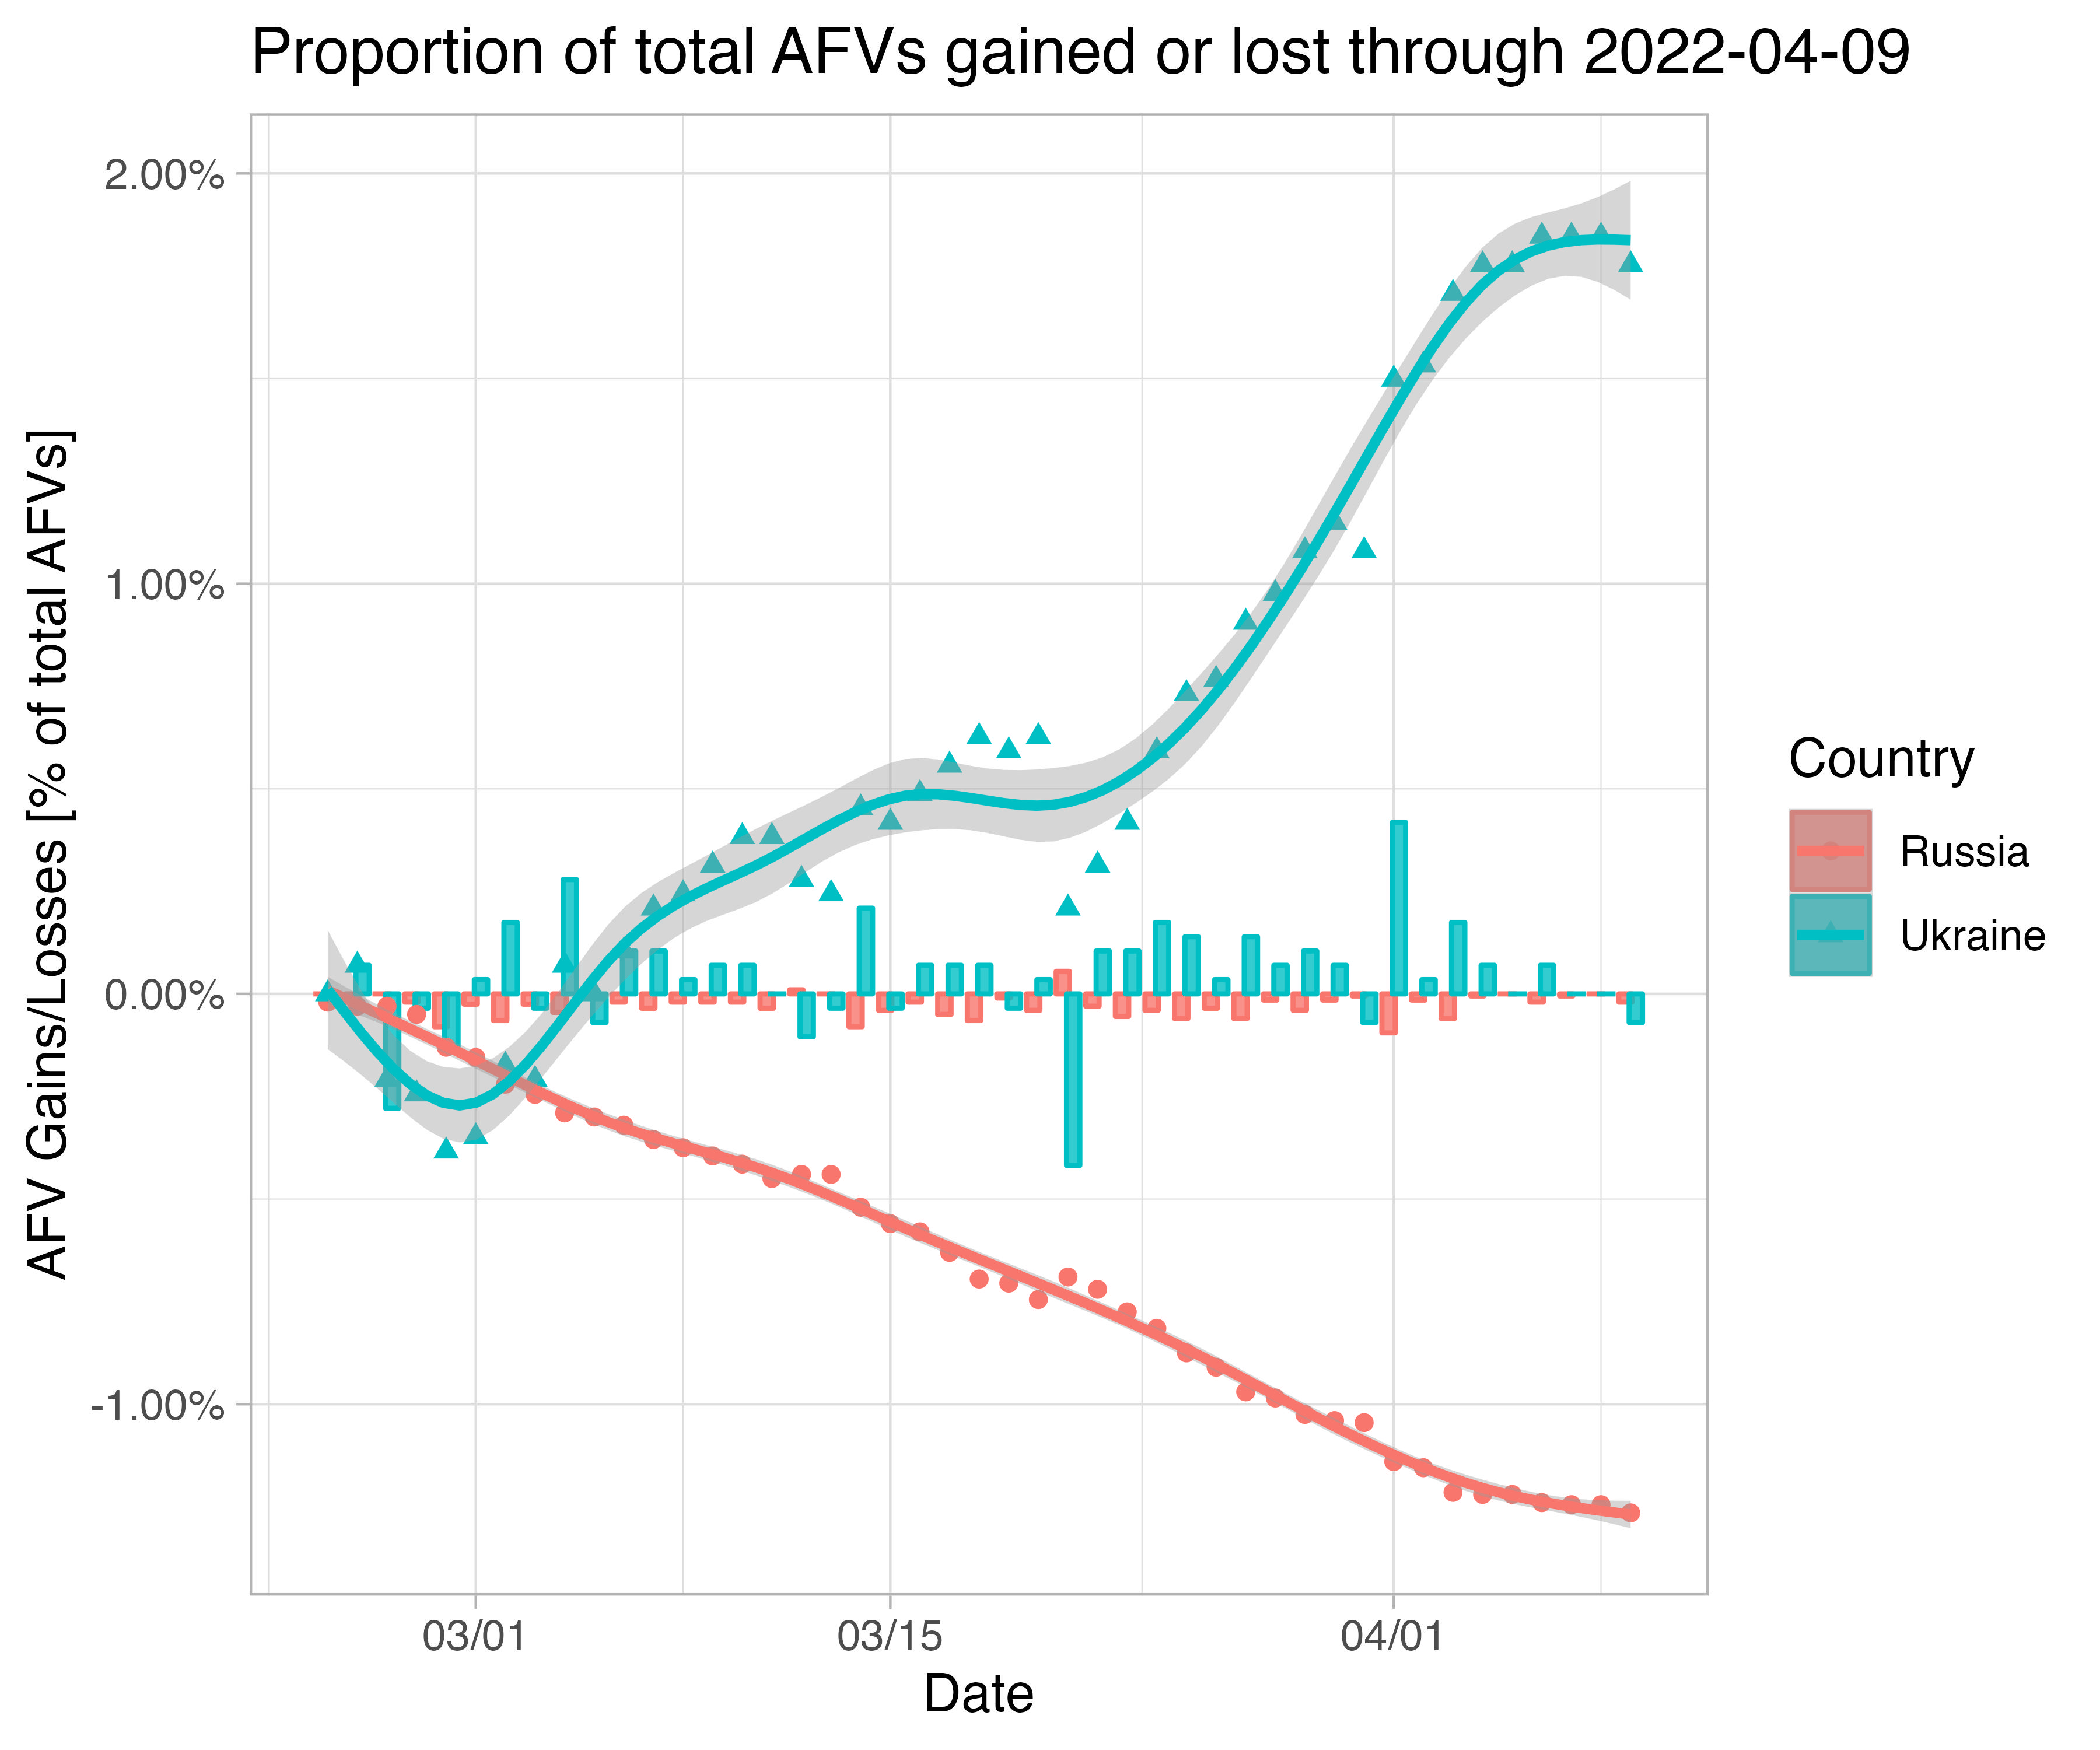 Proportion of total AFVs gained or lost through 2022-04-09
AFV Gains/Losses [% of total AFVs]
2.00%
1.00%
0.00%
-1.00%
03/01
03/15
04/01
Date
Country
Russia
Ukraine